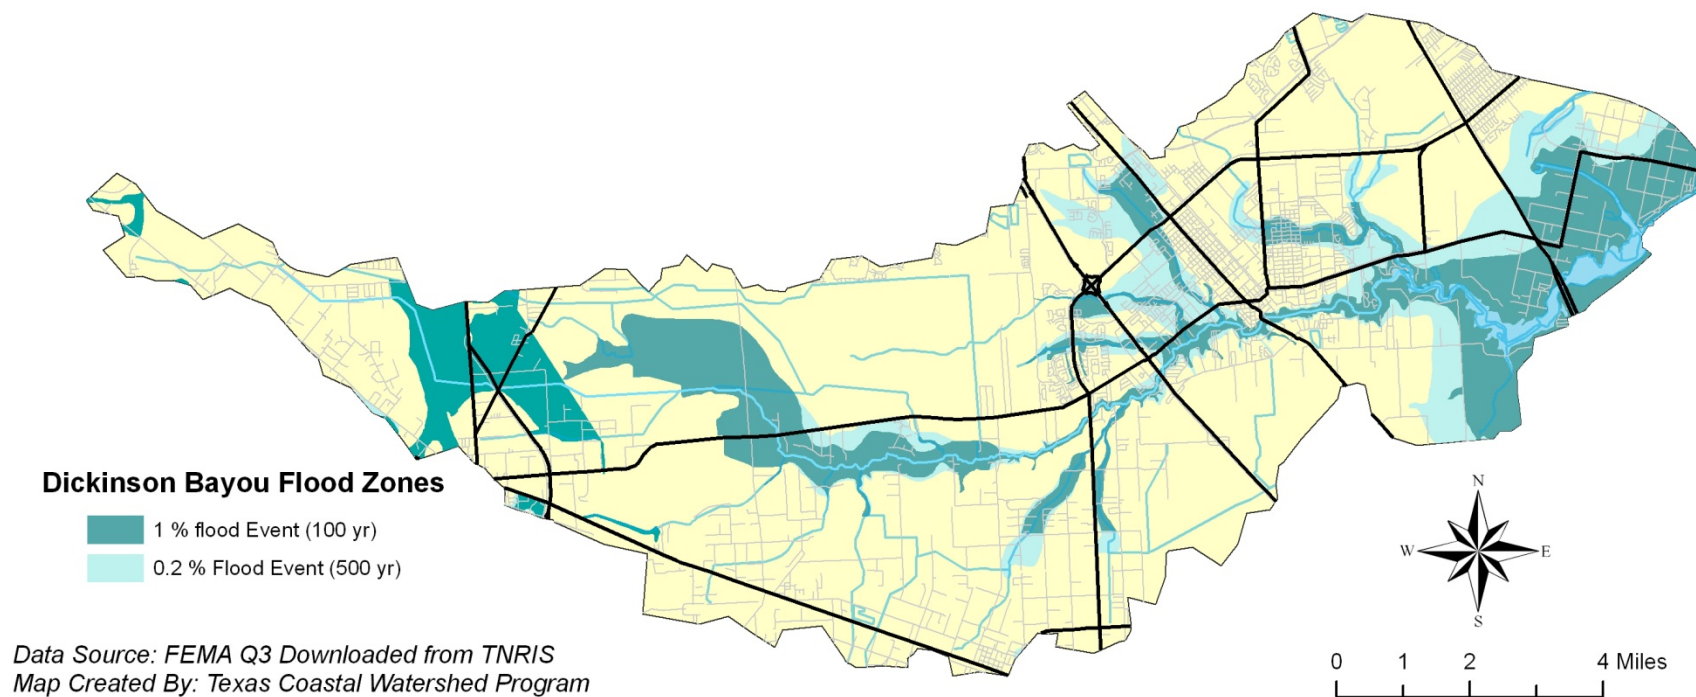 Dickinson Bayou Flood Zones
1 % flood Event (100 yr)
0.2 % Flood Event (500 yr)
Data Source: FEMA Q3 Downloaded from TNRIS
Map Created By: Texas Coastal Watershed Program
N
W E
S
0 1 2 4 Miles